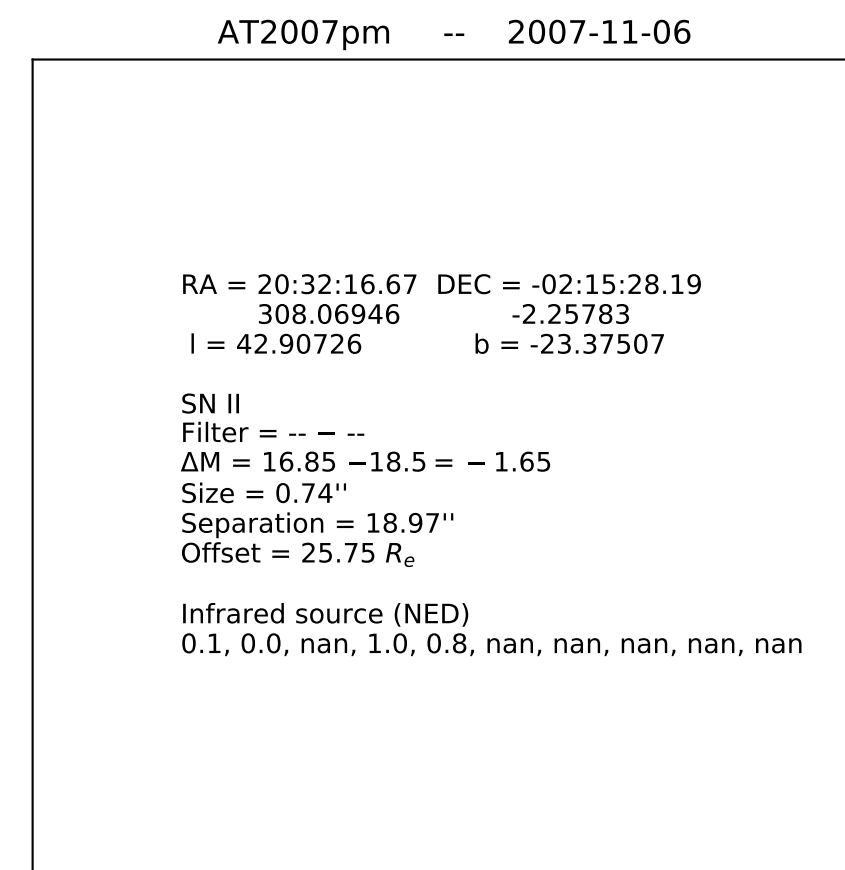 AT2007pm -- 2007-11-06
RA = 20:32:16.67 DEC = -02:15:28.19
308.06946 -2.25783
l = 42.90726 b = -23.37507
SN II
Filter = -- − --
ΔM = 16.85 −18.5 = − 1.65
Size = 0.74''
Separation = 18.97''
Offset = 25.75 Rₑ
Infrared source (NED)
0.1, 0.0, nan, 1.0, 0.8, nan, nan, nan, nan, nan